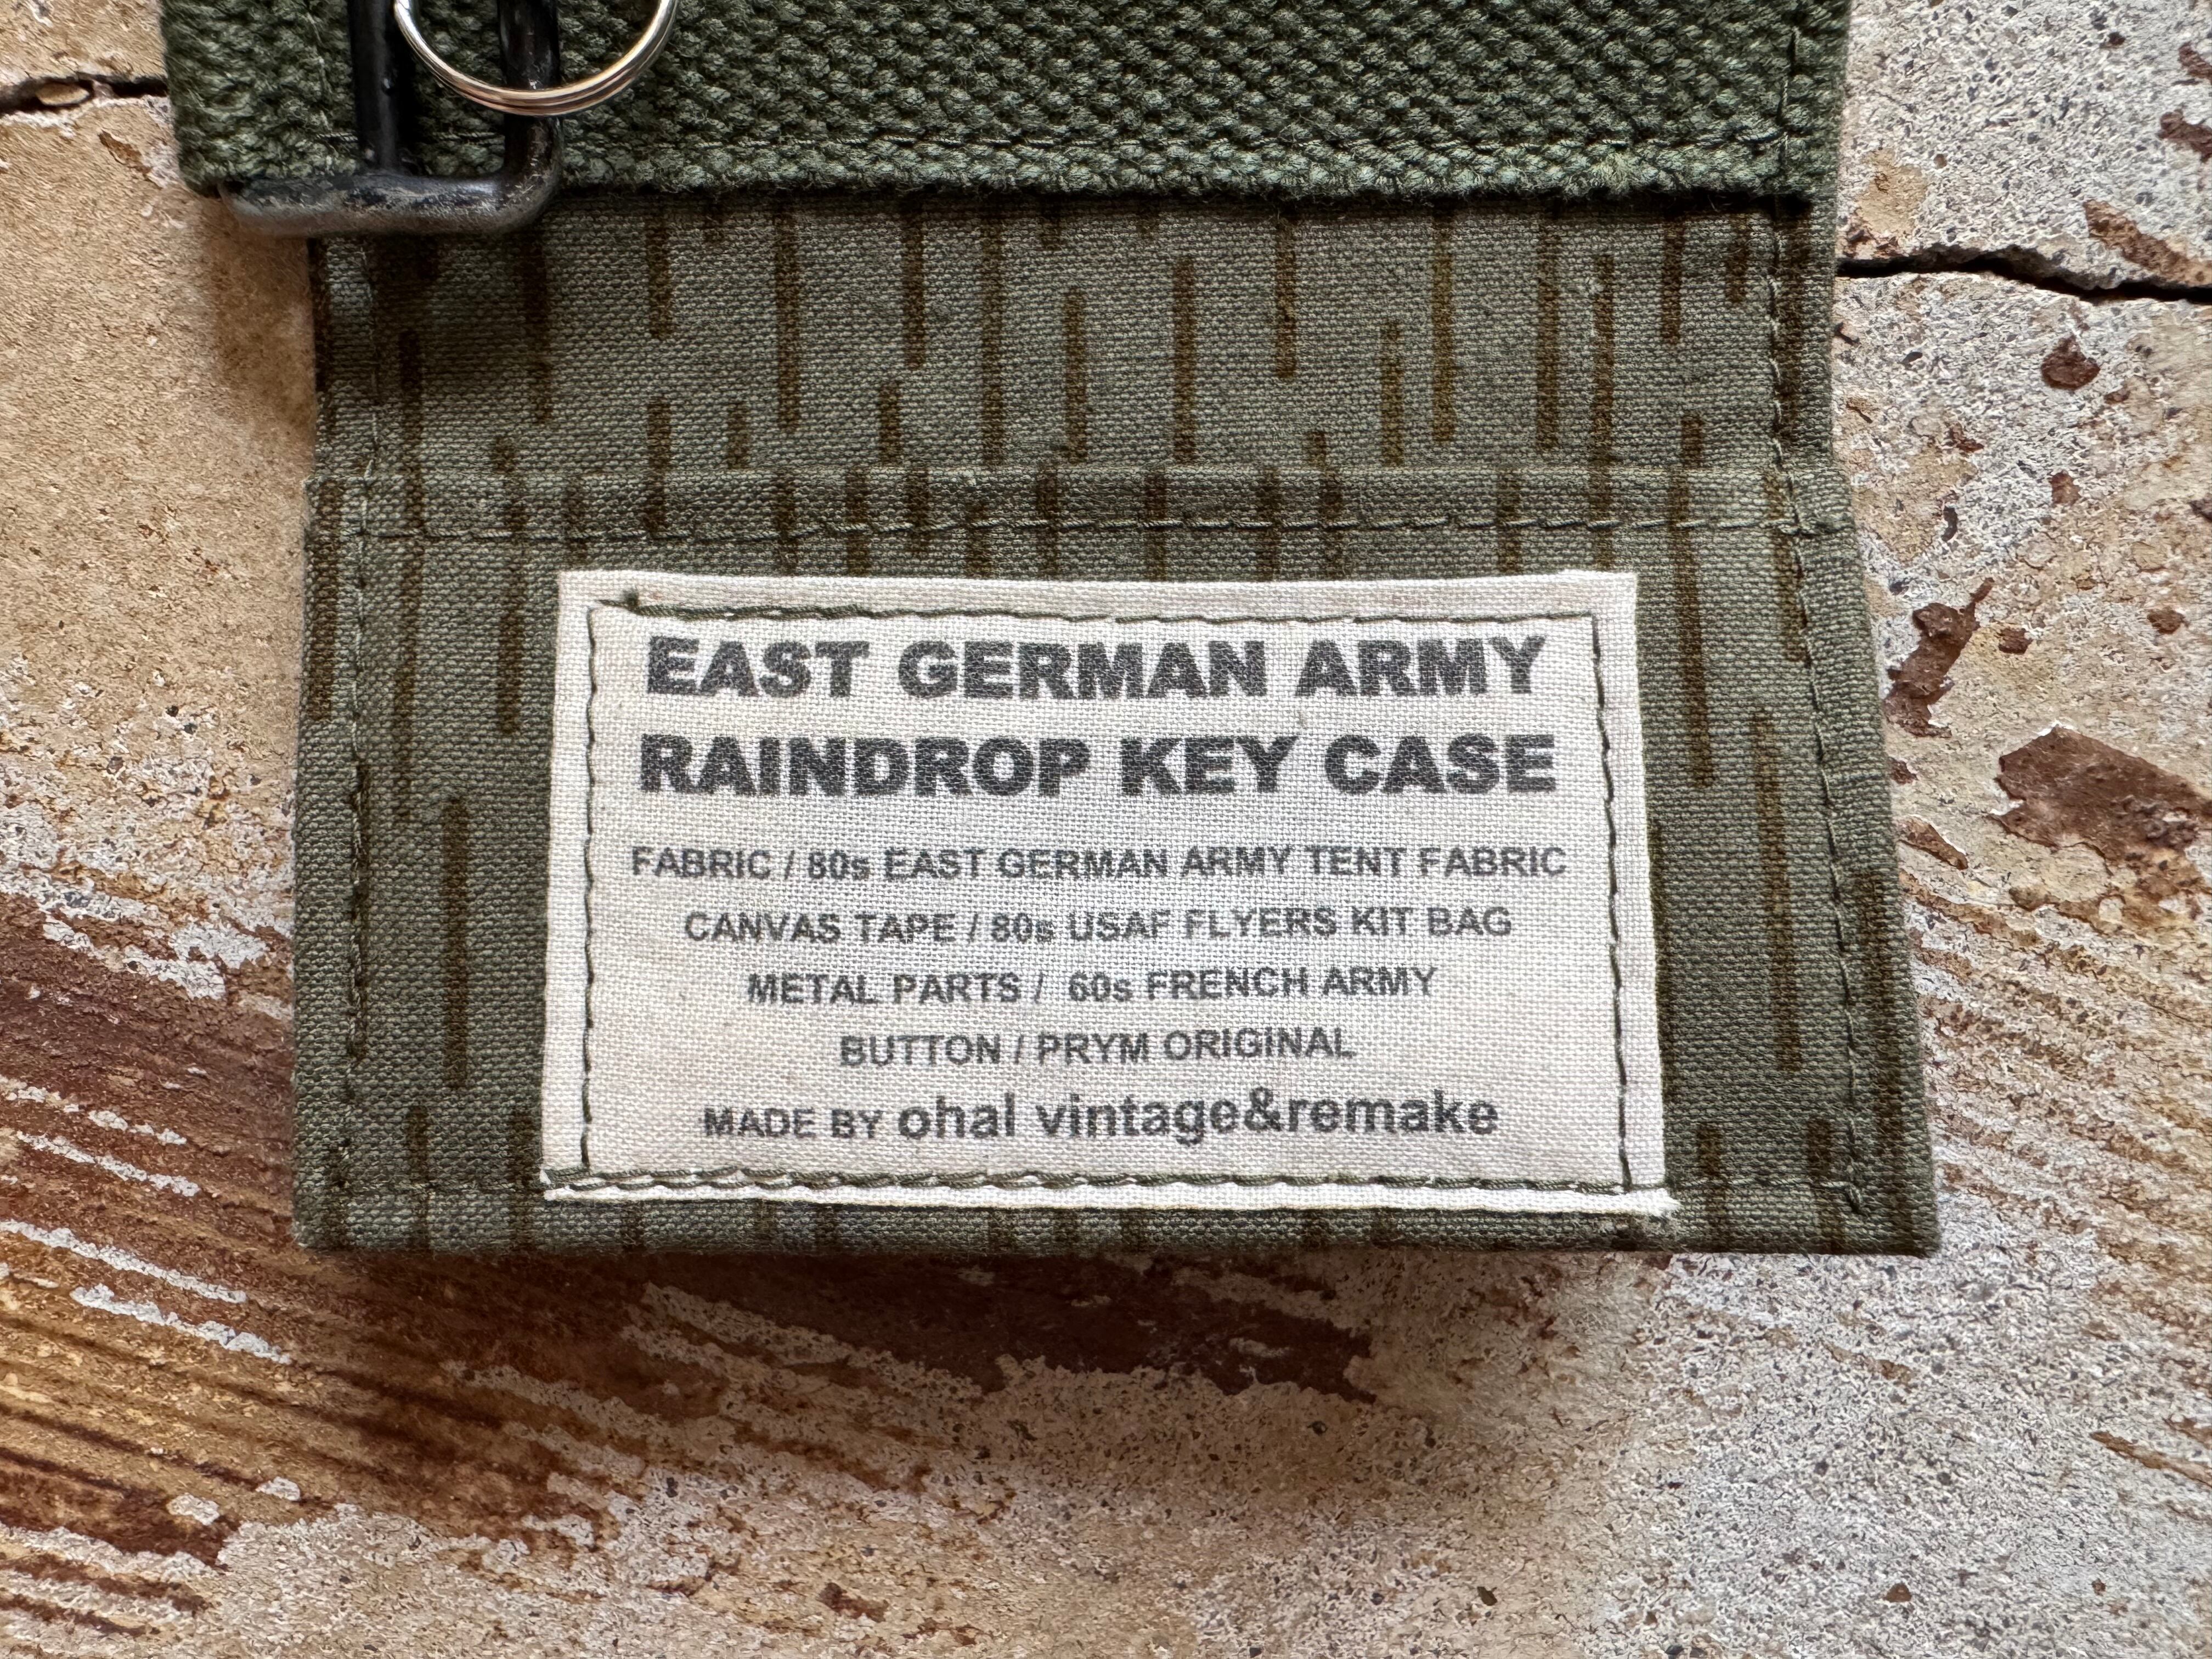 EAST GERMAN ARMY
RAINDROP KEY CASE
FABRIC / 80s EAST GERMAN ARMY TENT FABRIC
CANVAS TAPE / 80s USAF FLYERS KIT BAG
METAL PARTS / 60s FRENCH ARMY
BUTTON / PRYM ORIGINAL
MADE BY ohal vintage&remake